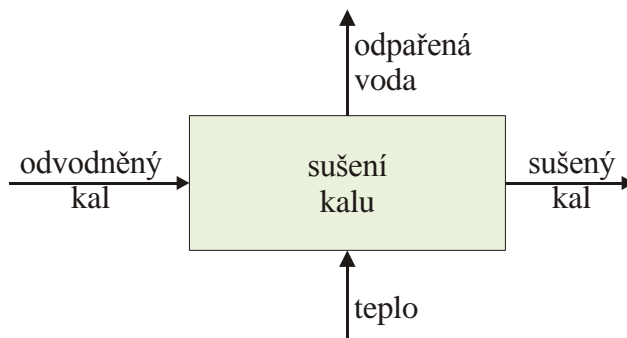 odpařená
voda
odvodněný
kal
sušení
kalu
sušený
kal
teplo